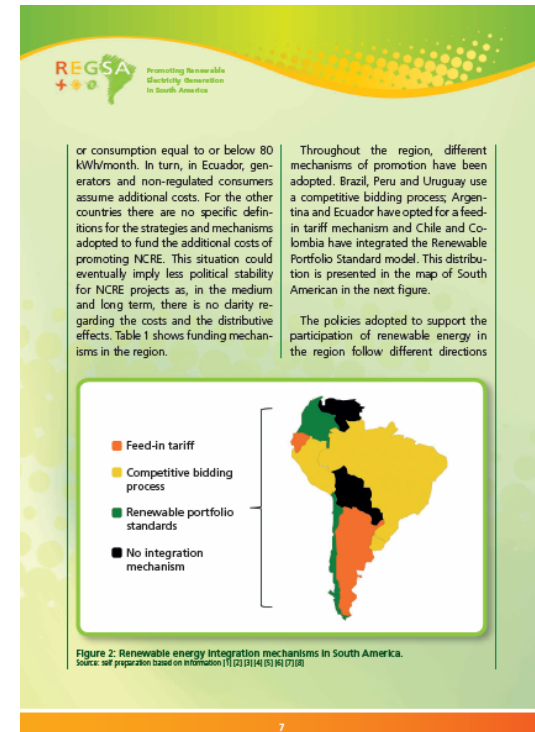 REGSA
Promoting Renewable
Electricity Generation
in South America
or consumption equal to or below 80
kWh/month. In turn, in Ecuador, gen-
erators and non-regulated consumers
assume additional costs. For the other
countries there are no specific defin-
itions for the strategies and mechanisms
adopted to fund the additional costs of
promoting NCRE. This situation could
eventually imply less political stability
for NCRE projects as, in the medium
and long term, there is no clarity re-
garding the costs and the distributive
effects. Table 1 shows funding mechan-
isms in the region.
Throughout the region, different
mechanisms of promotion have been
adopted. Brazil, Peru and Uruguay use
a competitive bidding process; Argen-
tina and Ecuador have opted for a feed-
in tariff mechanism and Chile and Co-
lombia have integrated the Renewable
Portfolio Standard model. This distribu-
tion is presented in the map of South
American in the next figure.
The policies adopted to support the
participation of renewable energy in
the region follow different directions
Feed-in tariff
Competitive bidding
process
Renewable portfolio
standards
No integration
mechanism
Figure 2: Renewable energy integration mechanisms in South America.
Source: self preparation based on information [1] [2] [3] [4] [5] [6] [7] [8]
7